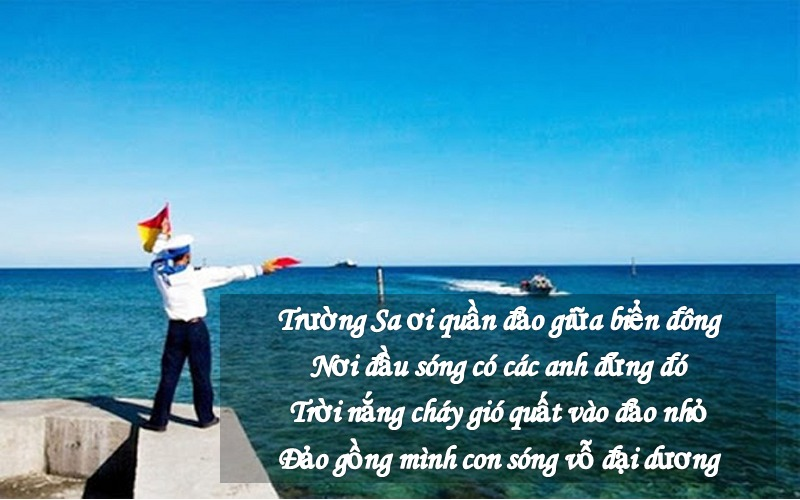 Trường Sa ơi quần đảo giữa biển đông
Nơi đầu sóng có các anh đứng đó
Trời nắng cháy gió quất vào đảo nhỏ
Đảo gồng mình con sóng vỗ đại dương